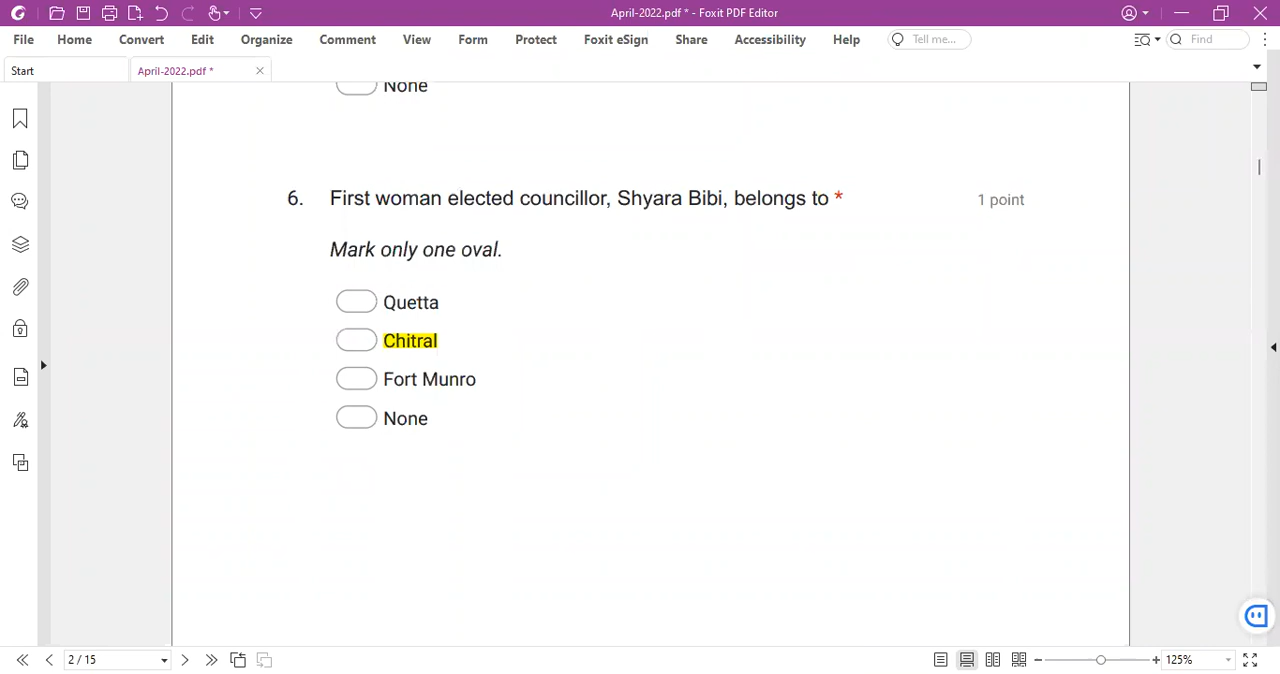 April-2022.pdf * - Foxit PDF Editor
File Home Convert Edit Organize Comment View Form Protect Foxit eSign Share Accessibility Help Tell me... Find
Start April-2022.pdf *
None
6. First woman elected councillor, Shyara Bibi, belongs to * 1 point
Mark only one oval.
Quetta
Chitral
Fort Munro
None
2 / 15 125%